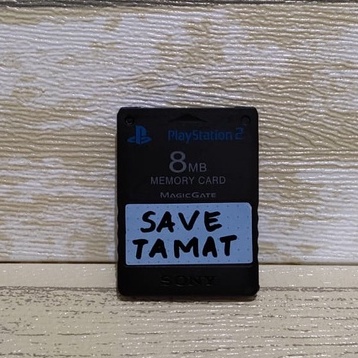 PlayStation 2
8MB
MEMORY CARD
MAGICGATE
SAVE
TAMAT
SONY